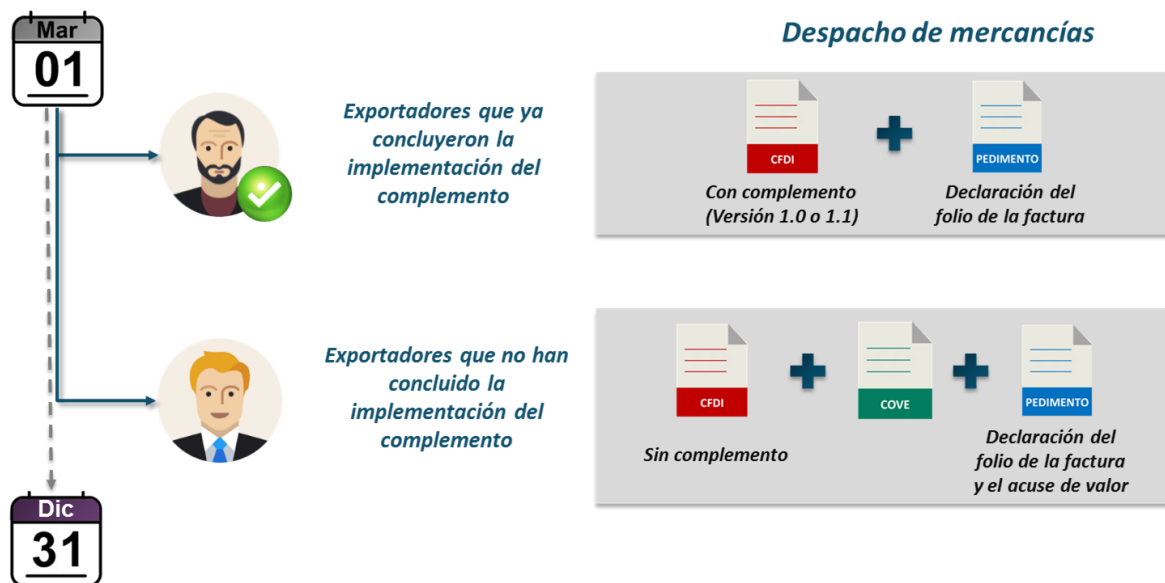 Mar
01
Despacho de mercancías
Exportadores que ya
concluyeron la
implementación del
complemento
CFDI
PEDIMENTO
Con complemento
(Versión 1.0 o 1.1)
Declaración del
folio de la factura
Exportadores que no han
concluido la
implementación del
complemento
CFDI
COVE
PEDIMENTO
Sin complemento
Declaración del
folio de la factura
y el acuse de valor
Dic
31